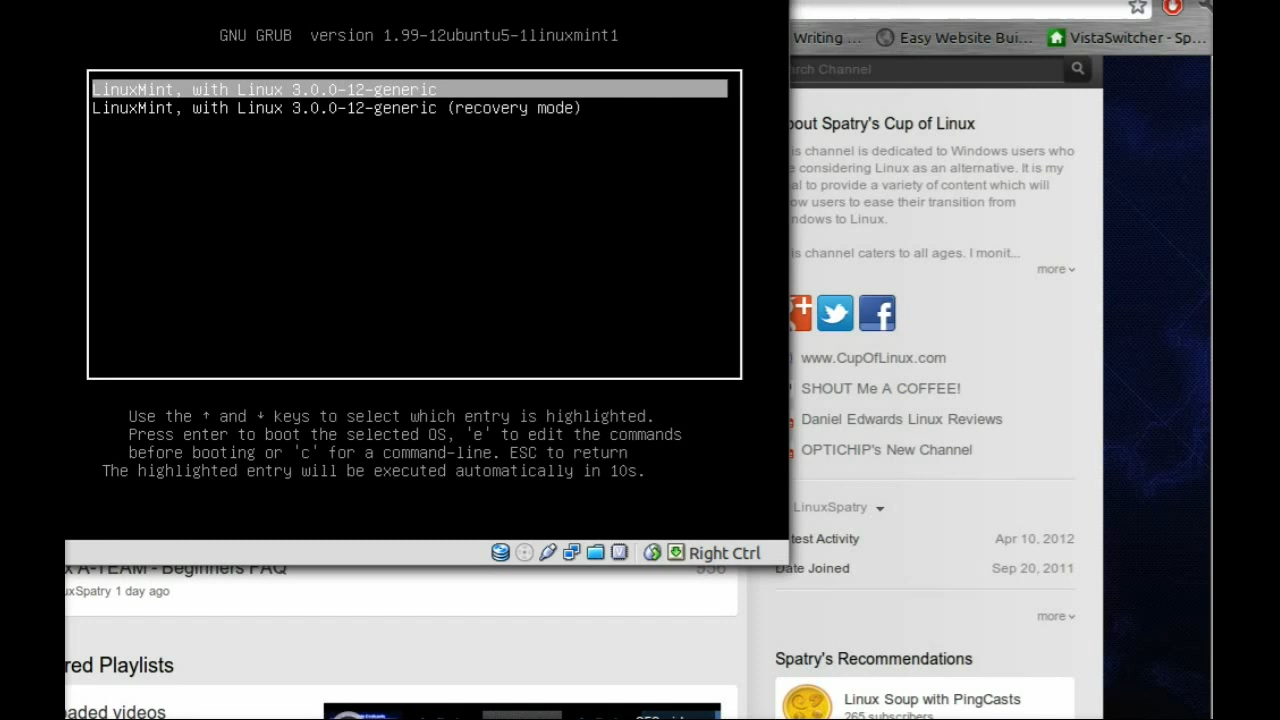 GNU GRUB version 1.99-12ubuntu5-1linuxmint1
LinuxMint, with Linux 3.0.0-12-generic
LinuxMint, with Linux 3.0.0-12-generic (recovery mode)
Use the ↑ and ↓ keys to select which entry is highlighted.
Press enter to boot the selected OS, 'e' to edit the commands
before booting or 'c' for a command-line. ESC to return
The highlighted entry will be executed automatically in 10s.
Right Ctrl
x A-TEAM - Beginners FAQ
uxSpatry 1 day ago
red Playlists
oaded videos
Writing ...
Easy Website Bui...
VistaSwitcher - Sp...
rch Channel
bout Spatry's Cup of Linux
is channel is dedicated to Windows users who
e considering Linux as an alternative. It is my
al to provide a variety of content which will
ow users to ease their transition from
ndows to Linux.
is channel caters to all ages. I monit...
more
www.CupOfLinux.com
SHOUT Me A COFFEE!
Daniel Edwards Linux Reviews
OPTICHIP's New Channel
LinuxSpatry
test Activity Apr 10, 2012
Date Joined Sep 20, 2011
more
Spatry's Recommendations
Linux Soup with PingCasts
265 subscribers